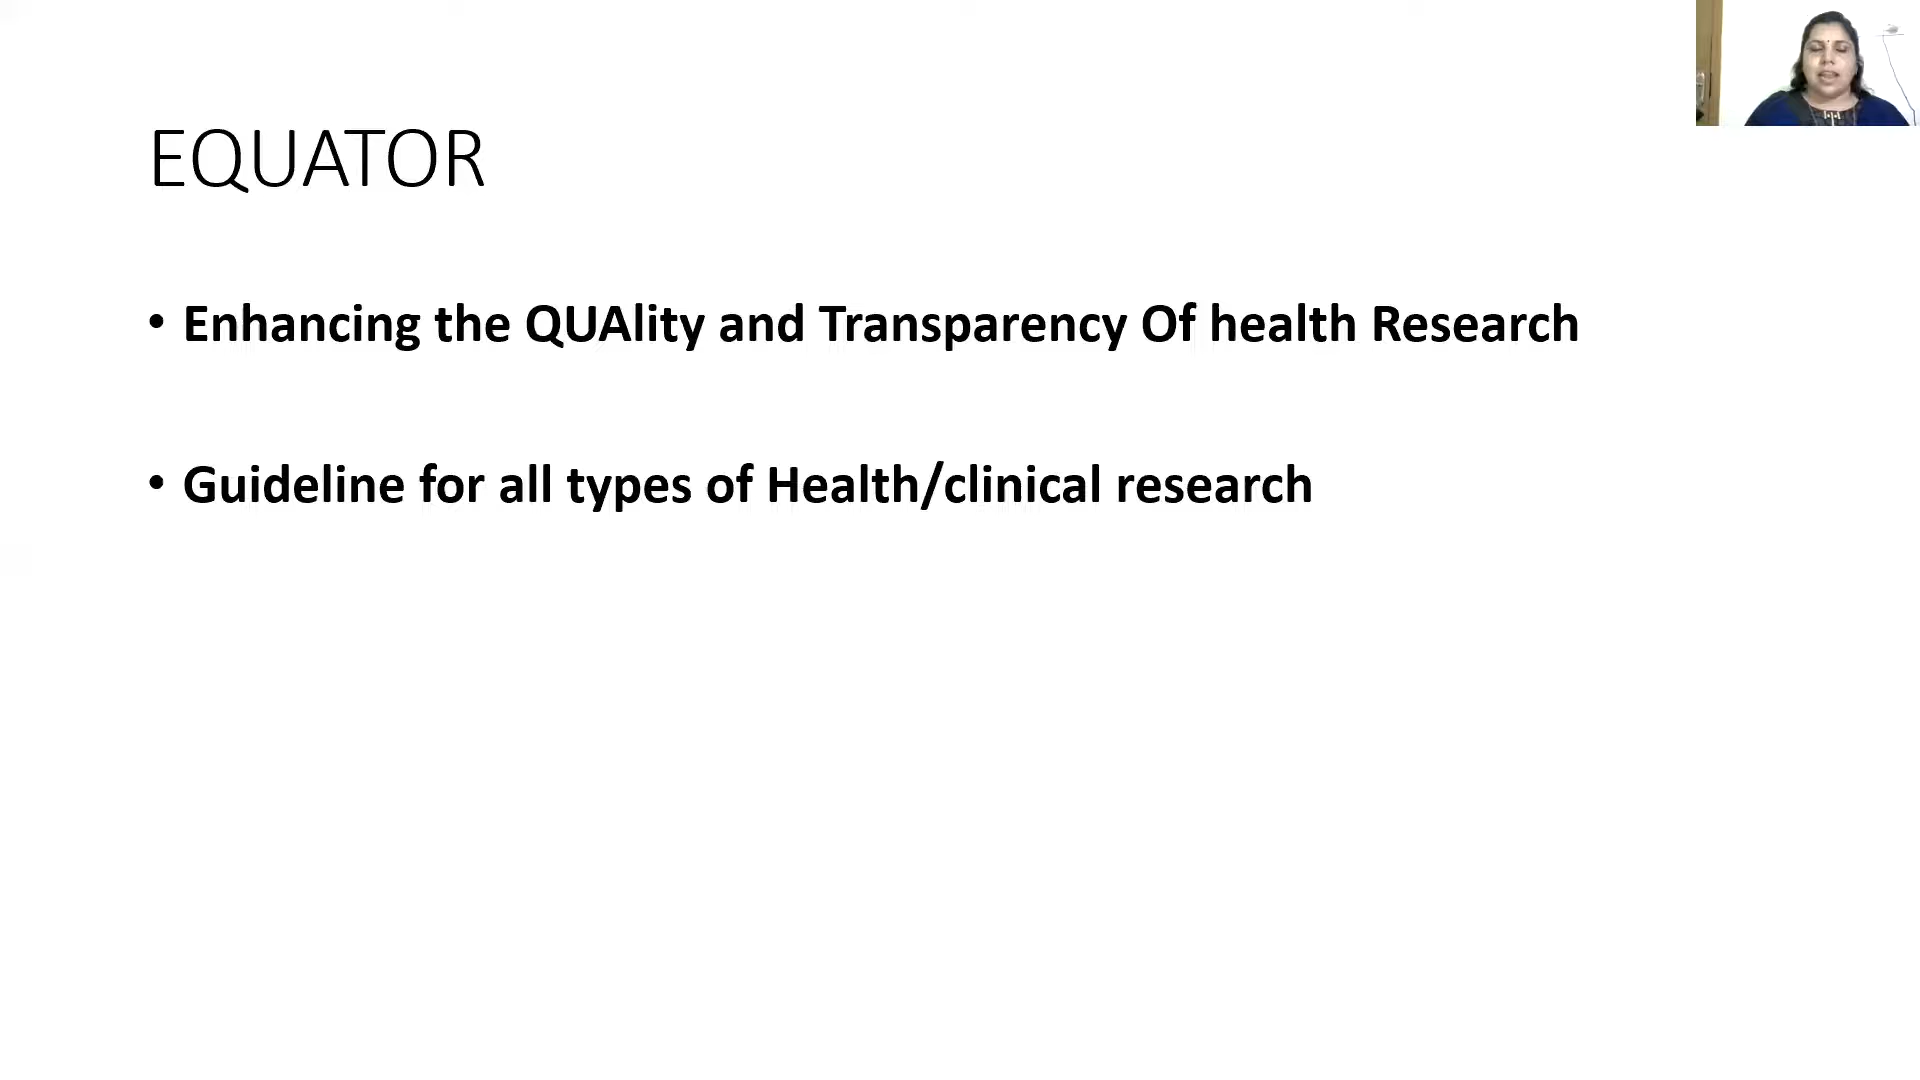 EQUATOR
• Enhancing the QUAlity and Transparency Of health Research
• Guideline for all types of Health/clinical research